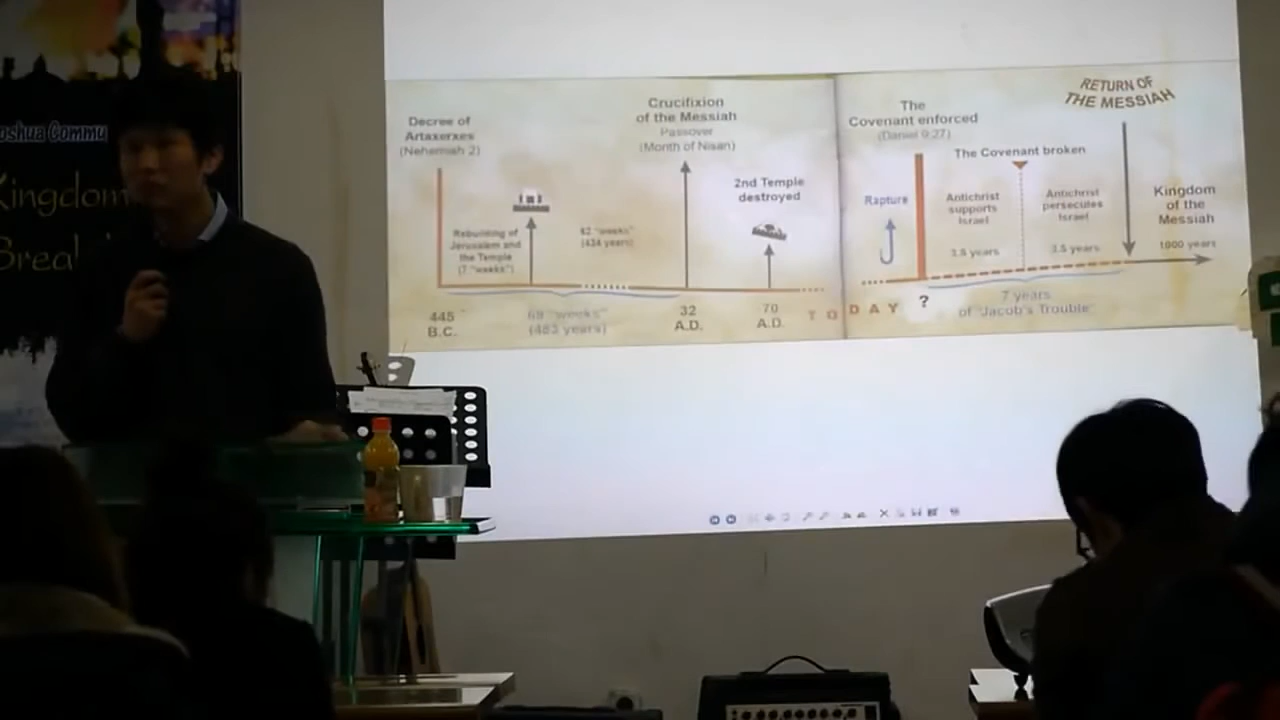 oshua Commu
Kingdom
Brea
Decree of
Artaxerxes
(Nehemiah 2)
Rebuilding of
Jerusalem and
the Temple
(7 "weeks")
62 "weeks"
(434 years)
Crucifixion
of the Messiah
Passover
(Month of Nisan)
2nd Temple
destroyed
445
B.C.
69 "weeks"
(483 years)
32
A.D.
70
A.D.
TODAY
The
Covenant enforced
(Daniel 9:27)
Rapture
?
The Covenant broken
Antichrist
supports
Israel
3.5 years
Antichrist
persecutes
Israel
3.5 years
7 years
of "Jacob's Trouble"
RETURN OF
THE MESSIAH
Kingdom
of the
Messiah
1000 years